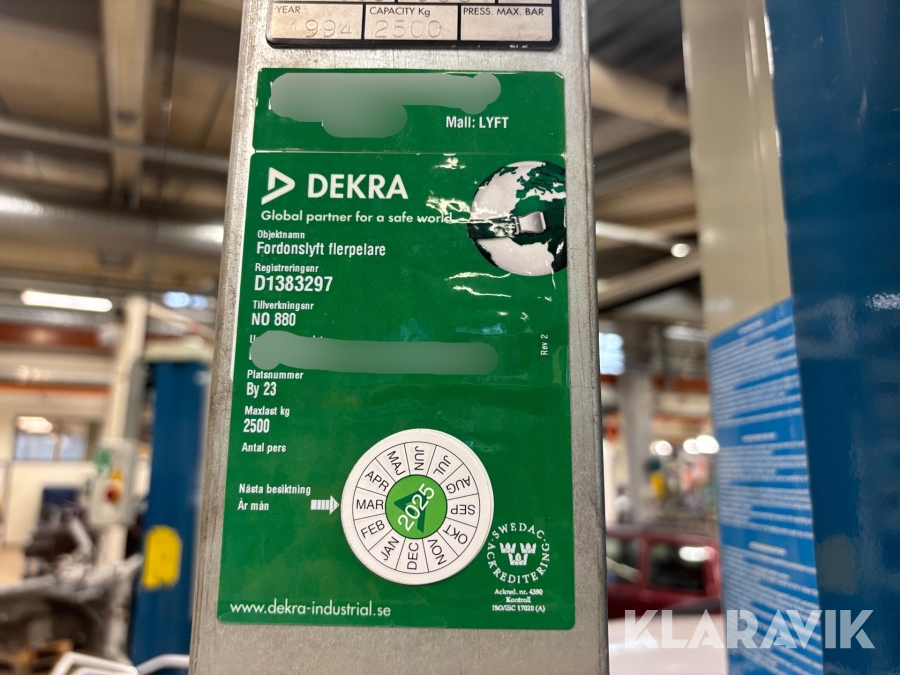 YEAR
1994
CAPACITY Kg
2500
PRESS. MAX. BAR
Mall: LYFT
DEKRA
Global partner for a safe world
Objektnamn
Fordonslyft flerpelare
Registreringsnr
D1383297
Tillverkningsnr
NO 880
Platsnummer
By 23
Maxlast kg
2500
Antal pers
Nästa besiktning
År mån
JAN FEB MAR APR MAJ JUN JUL AUG SEP OKT NOV DEC
2025
Rev 2
SWEDAC
ACKREDITERING
Ackred. nr. 4390
Kontroll
ISO/IEC 17020 (A)
www.dekra-industrial.se
KLARAVIK